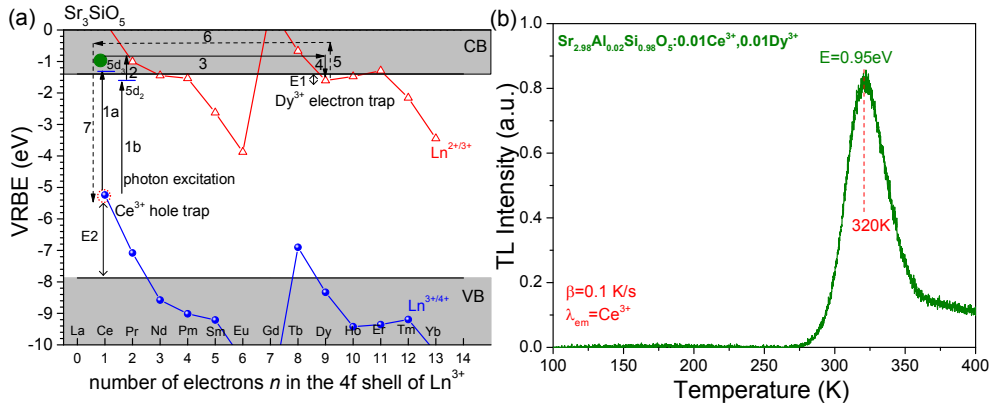 (a)
Sr₃SiO₅
0
-1
-2
-3
-4
-5
-6
-7
-8
-9
-10
VRBE (eV)
CB
6
5d₃
2
3
4
5
5d₂
E1
Dy³⁺ electron trap
7
1a
1b
Ln²⁺/³⁺
photon excitation
Ce³⁺ hole trap
E2
VB
Ln³⁺/⁴⁺
La Ce Pr Nd Pm Sm Eu Gd Tb Dy Ho Er Tm Yb
0 1 2 3 4 5 6 7 8 9 10 11 12 13 14
number of electrons n in the 4f shell of Ln³⁺
(b)
1.0
0.8
0.6
0.4
0.2
0.0
TL Intensity (a.u.)
Sr₂.₉₈Al₀.₀₂Si₀.₉₈O₅:0.01Ce³⁺,0.01Dy³⁺
E=0.95eV
320K
β=0.1 K/s
λem=Ce³⁺
100 150 200 250 300 350 400
Temperature (K)